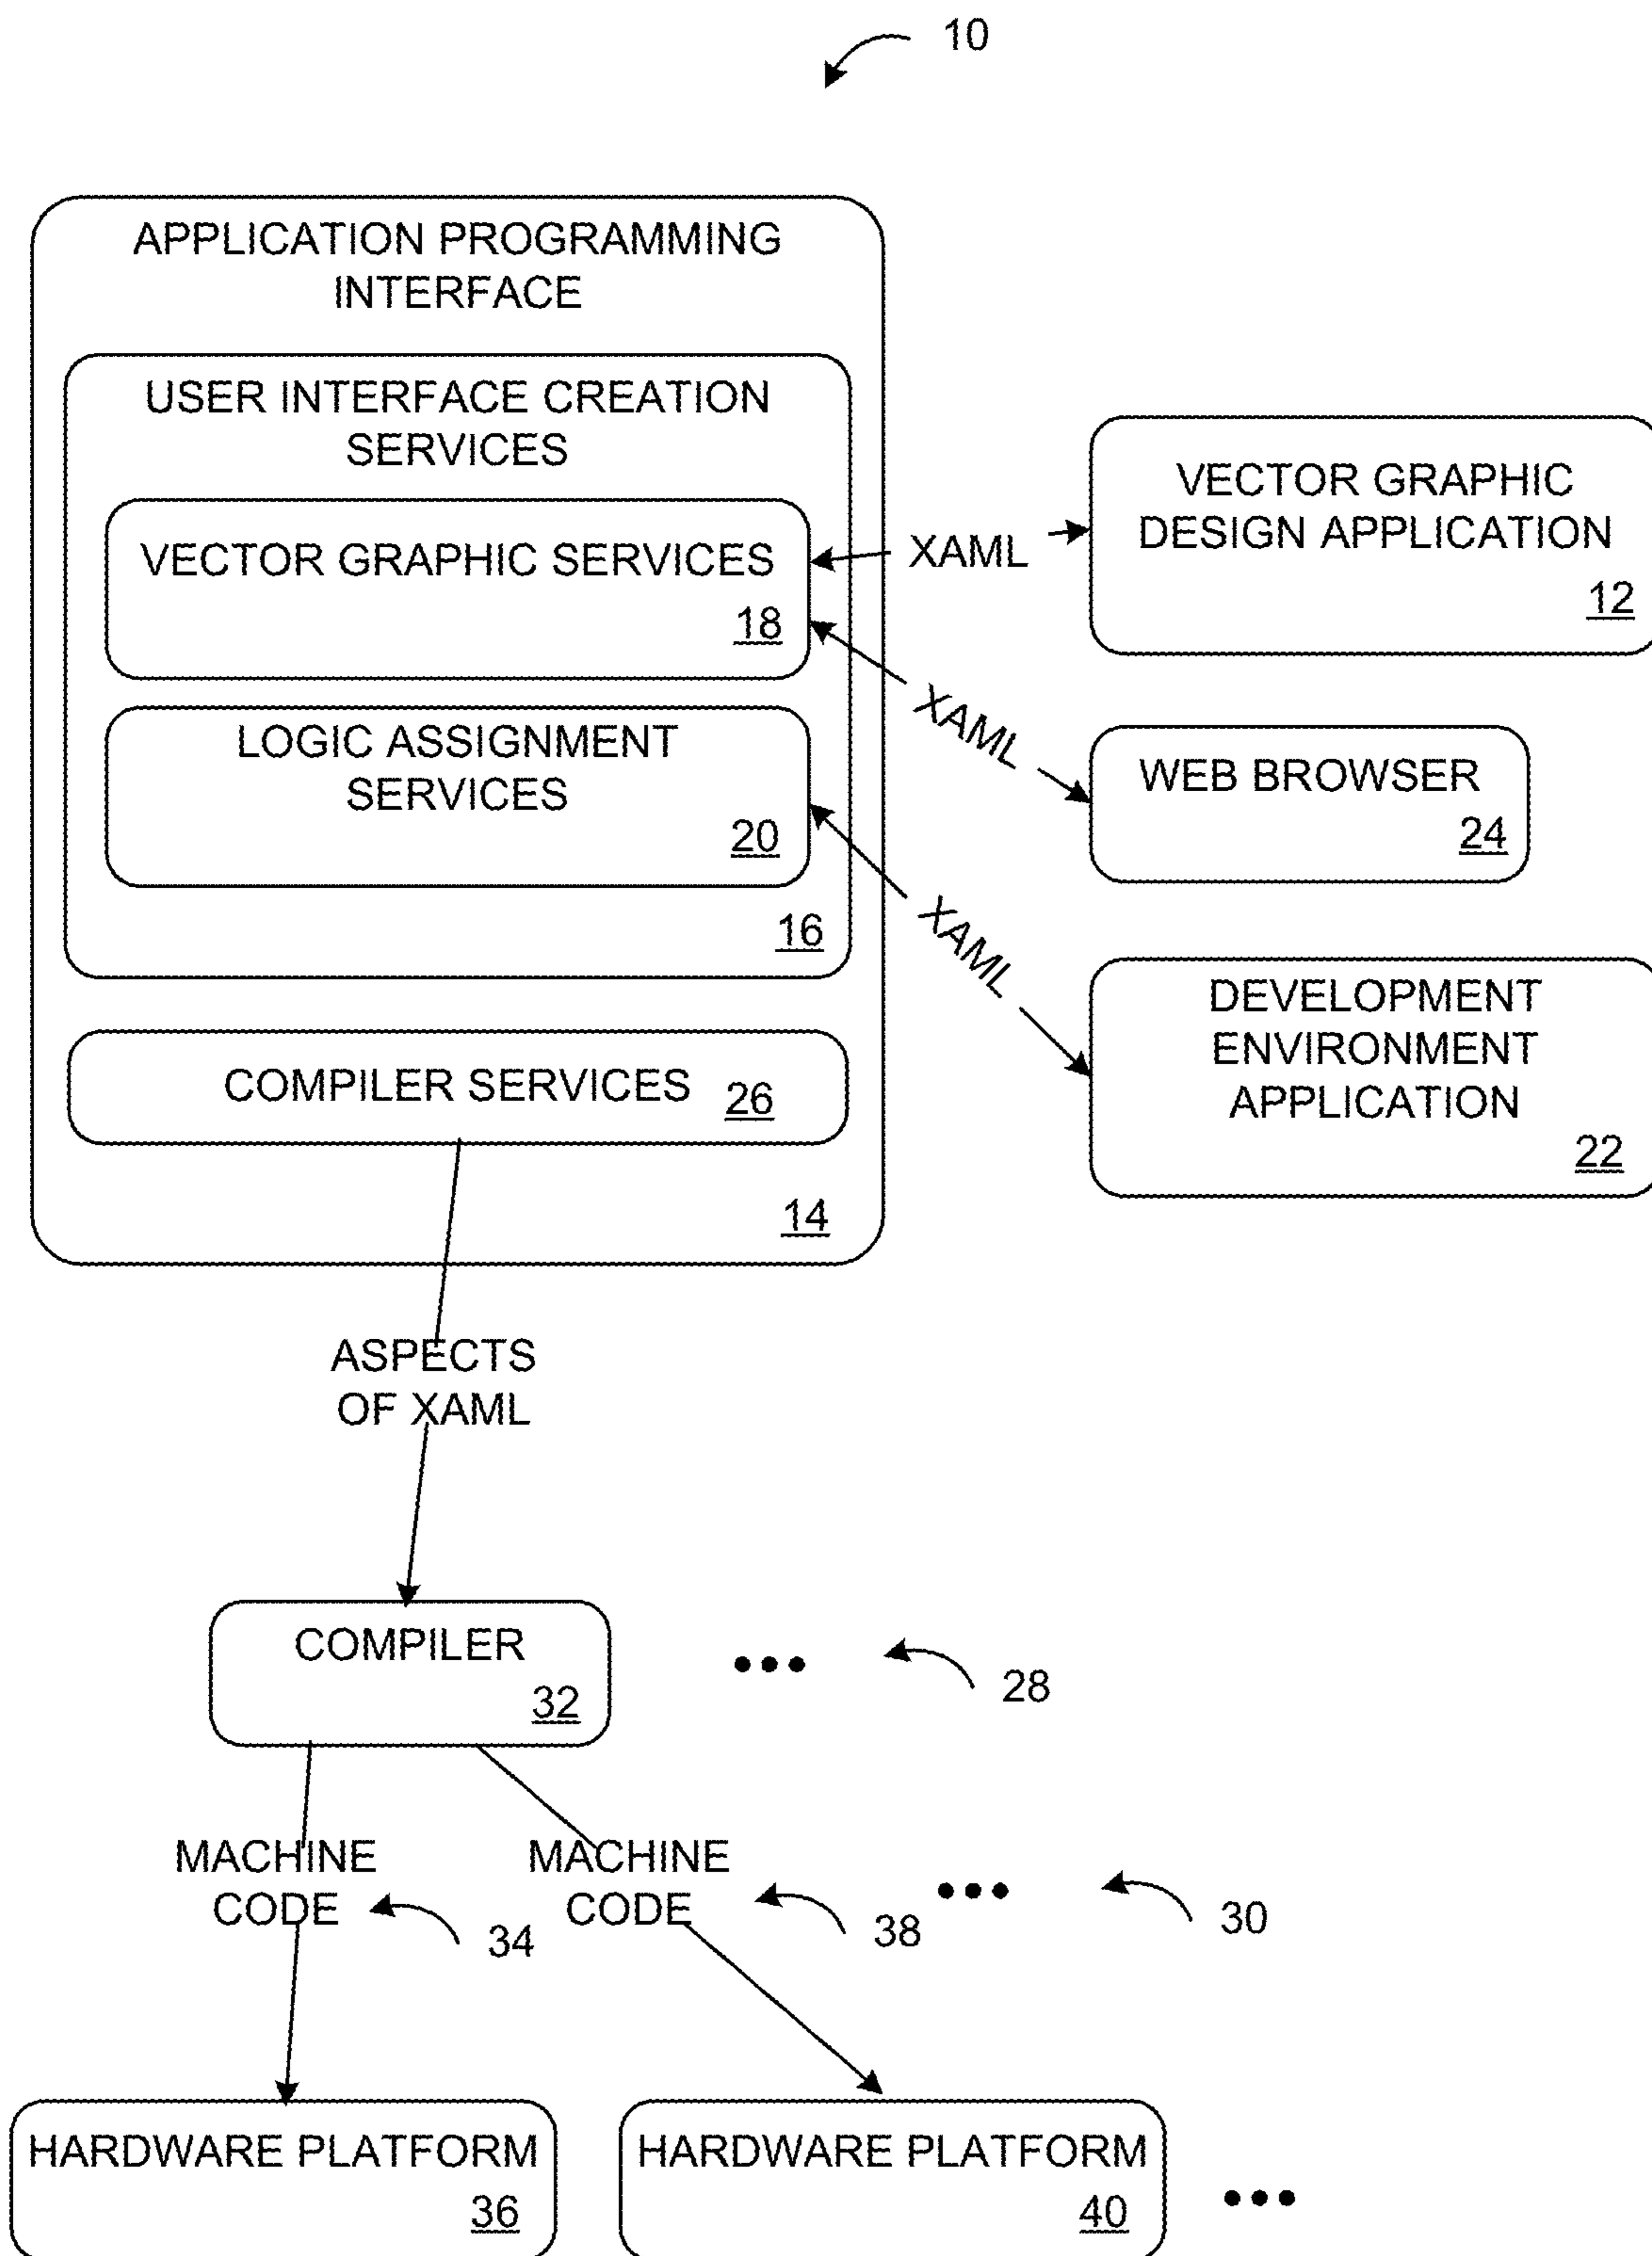 10
APPLICATION PROGRAMMING
INTERFACE
USER INTERFACE CREATION
SERVICES
VECTOR GRAPHIC SERVICES
18
LOGIC ASSIGNMENT
SERVICES
20
16
COMPILER SERVICES 26
14
XAML
VECTOR GRAPHIC
DESIGN APPLICATION
12
XAML
WEB BROWSER
24
XAML
DEVELOPMENT
ENVIRONMENT
APPLICATION
22
ASPECTS
OF XAML
COMPILER
32
28
MACHINE
CODE
34
MACHINE
CODE
38
30
HARDWARE PLATFORM
36
HARDWARE PLATFORM
40